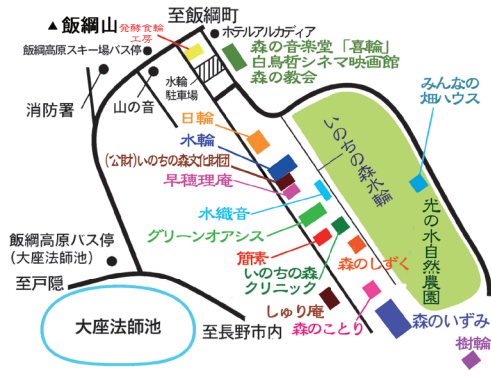 至飯綱町
▲飯綱山
発酵食輪
工房
ホテルアルカディア
飯綱高原スキー場バス停
森の音楽堂「喜輪」
白鳥哲シネマ映画館
森の教会
水輪
駐車場
みんなの
畑ハウス
消防署
山の音
日輪
いのちの森水輪
水輪
(公財)いのちの森文化財団
早穂理庵
水織音
光の水自然農園
グリーンオアシス
飯綱高原バス停
(大座法師池)
簡素
森のしずく
いのちの森
クリニック
至戸隠
しゅり庵
大座法師池
至長野市内
森のことり
森のいずみ
樹輪